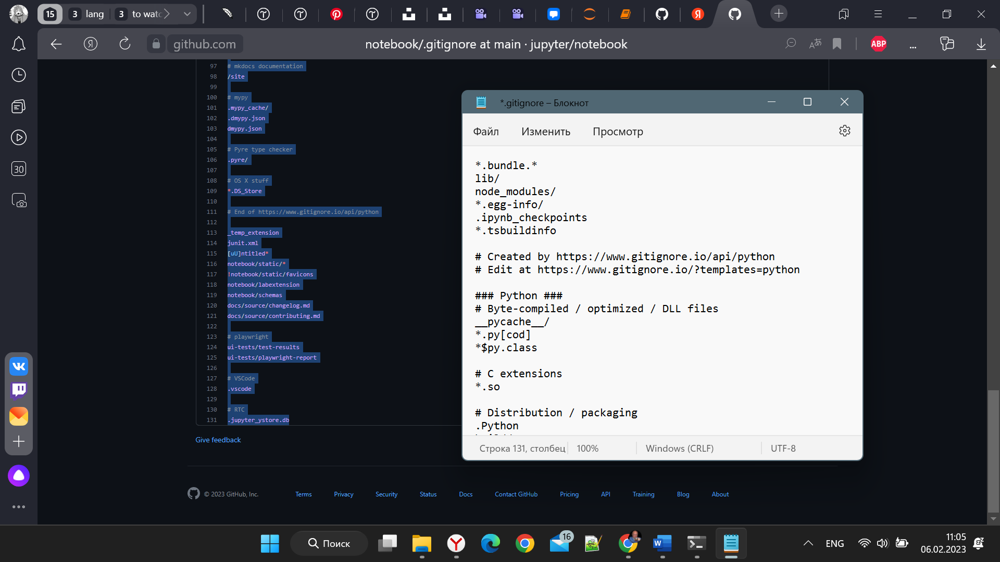 15
3 lang
3 to watc
github.com
notebook/.gitignore at main · jupyter/notebook
ABP
97 # mkdocs documentation
98 /site
99
100 # mypy
101 .mypy_cache/
102 .dmypy.json
103 dmypy.json
104
105 # Pyre type checker
106 .pyre/
107
108 # OS X stuff
109 *.DS_Store
110
111 # End of https://www.gitignore.io/api/python
112
113 _temp_extension
114 junit.xml
115 [uU]ntitled*
116 notebook/static/*
117 !notebook/static/favicons
118 notebook/labextension
119 notebook/schemas
120 docs/source/changelog.md
121 docs/source/contributing.md
122
123 # playwright
124 ui-tests/test-results
125 ui-tests/playwright-report
126
127 # VSCode
128 .vscode
129
130 # RTC
131 .jupyter_ystore.db
Give feedback
© 2023 GitHub, Inc.
Terms
Privacy
Security
Status
Docs
Contact GitHub
Pricing
API
Training
Blog
About
30
*.gitignore – Блокнот
Файл
Изменить
Просмотр
*.bundle.*
lib/
node_modules/
*.egg-info/
.ipynb_checkpoints
*.tsbuildinfo
# Created by https://www.gitignore.io/api/python
# Edit at https://www.gitignore.io/?templates=python
### Python ###
# Byte-compiled / optimized / DLL files
__pycache__/
*.py[cod]
*$py.class
# C extensions
*.so
# Distribution / packaging
.Python
Строка 131, столбец
100%
Windows (CRLF)
UTF-8
Поиск
16
ENG
11:05
06.02.2023